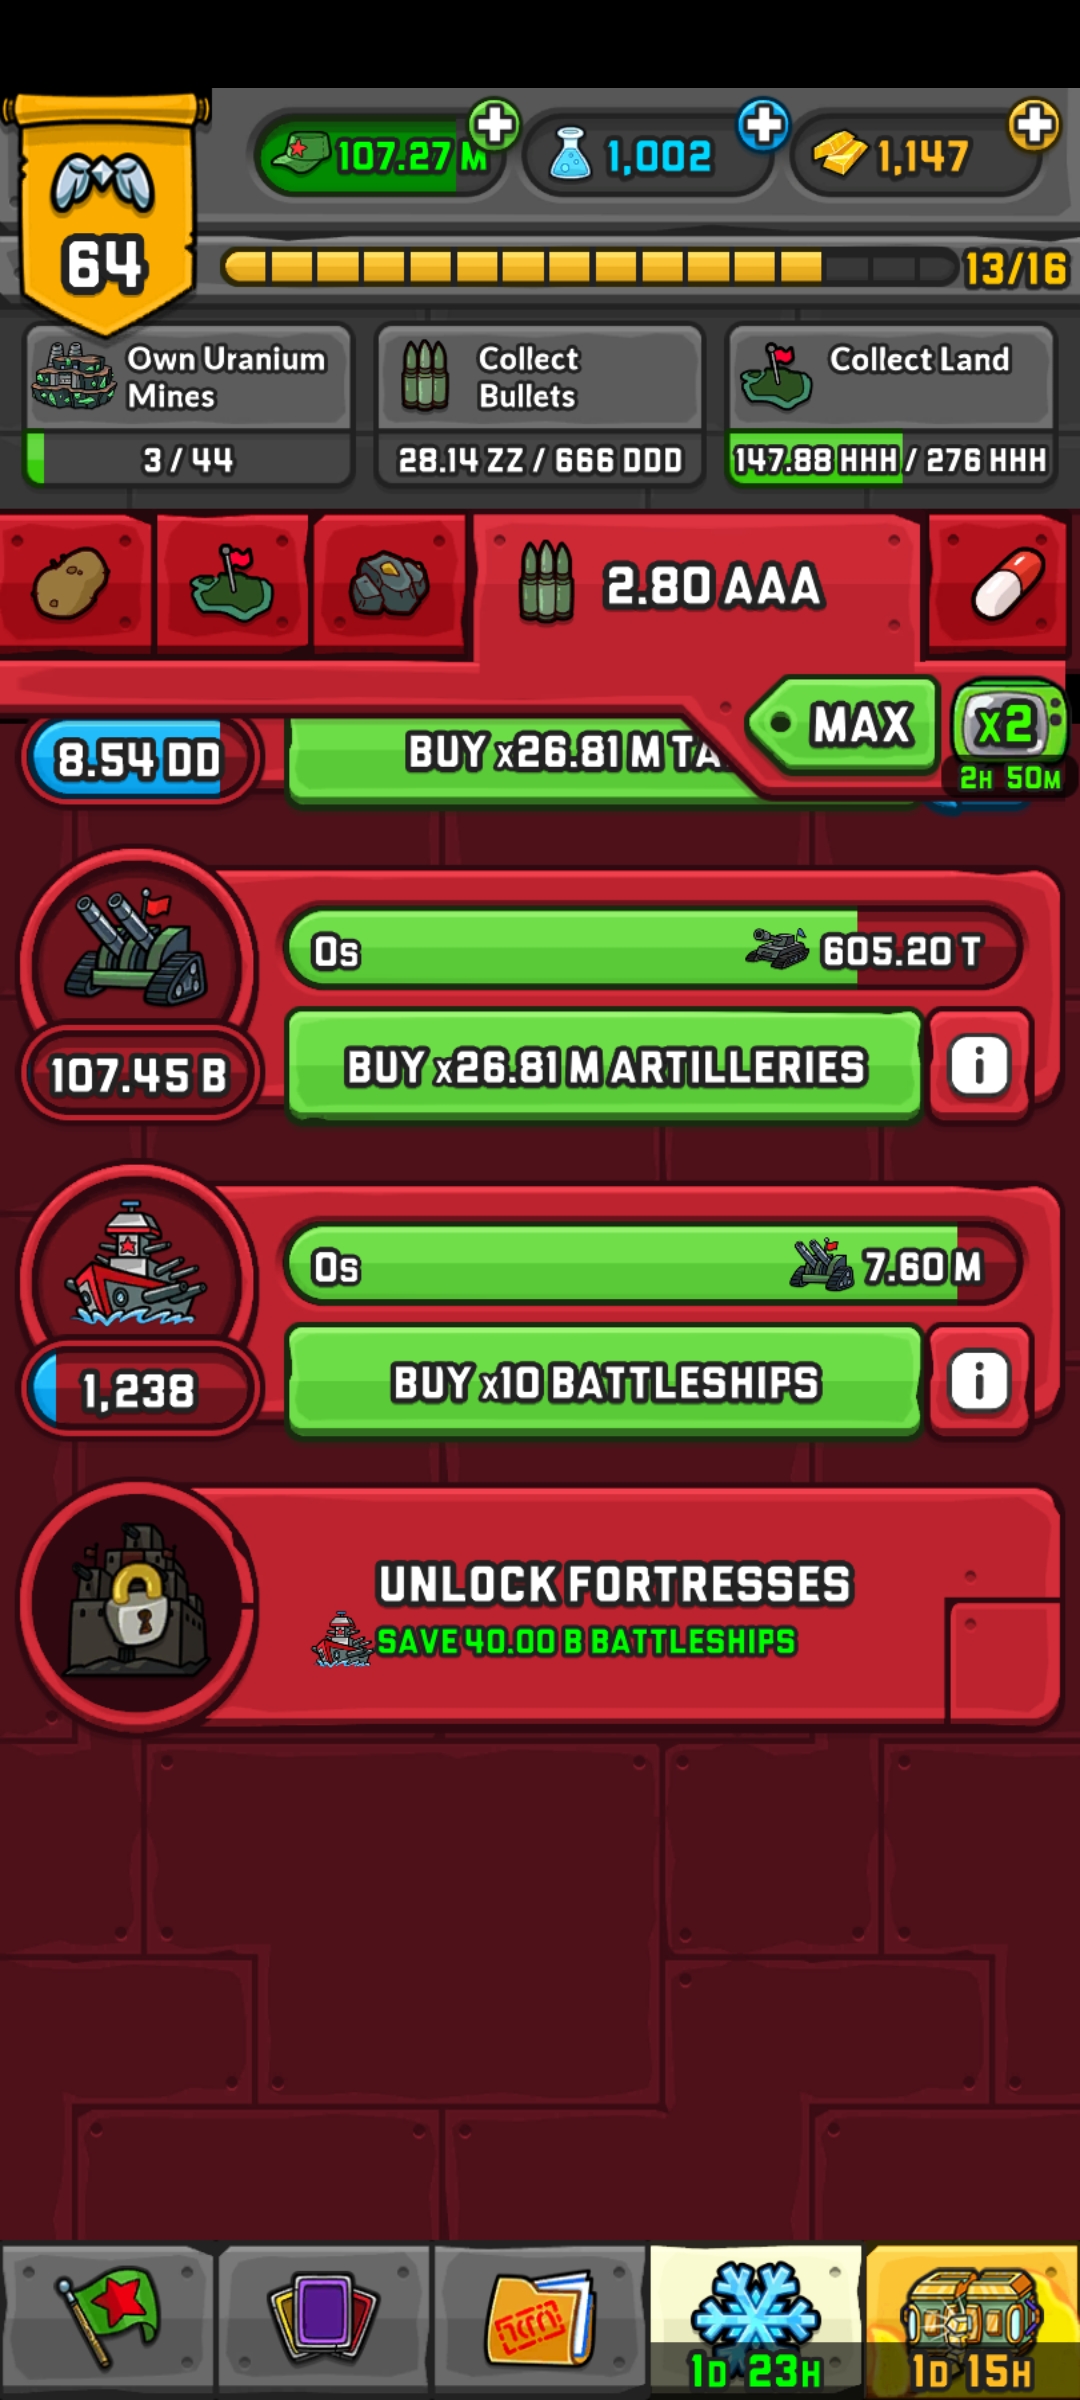 107.27 M
1,002
1,147
64
13/16
Own Uranium
Mines
3 / 44
Collect
Bullets
28.14 ZZ / 666 DDD
Collect Land
147.88 HHH / 276 HHH
2.80 AAA
MAX
X2
2H 50M
8.54 DD
BUY x26.81 M TA
0s
605.20 T
107.45 B
BUY x26.81 M ARTILLERIES
i
0s
7.60 M
1,238
BUY x10 BATTLESHIPS
i
UNLOCK FORTRESSES
SAVE 40.00 B BATTLESHIPS
1D 23H
1D 15H